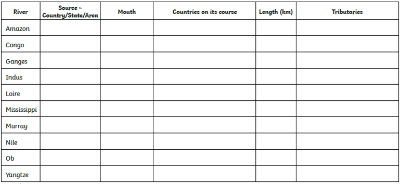 River Source – Country/State/Area Mouth Countries on its course Length (km) Tributaries
Amazon
Congo
Ganges
Indus
Loire
Mississippi
Murray
Nile
Ob
Yangtze